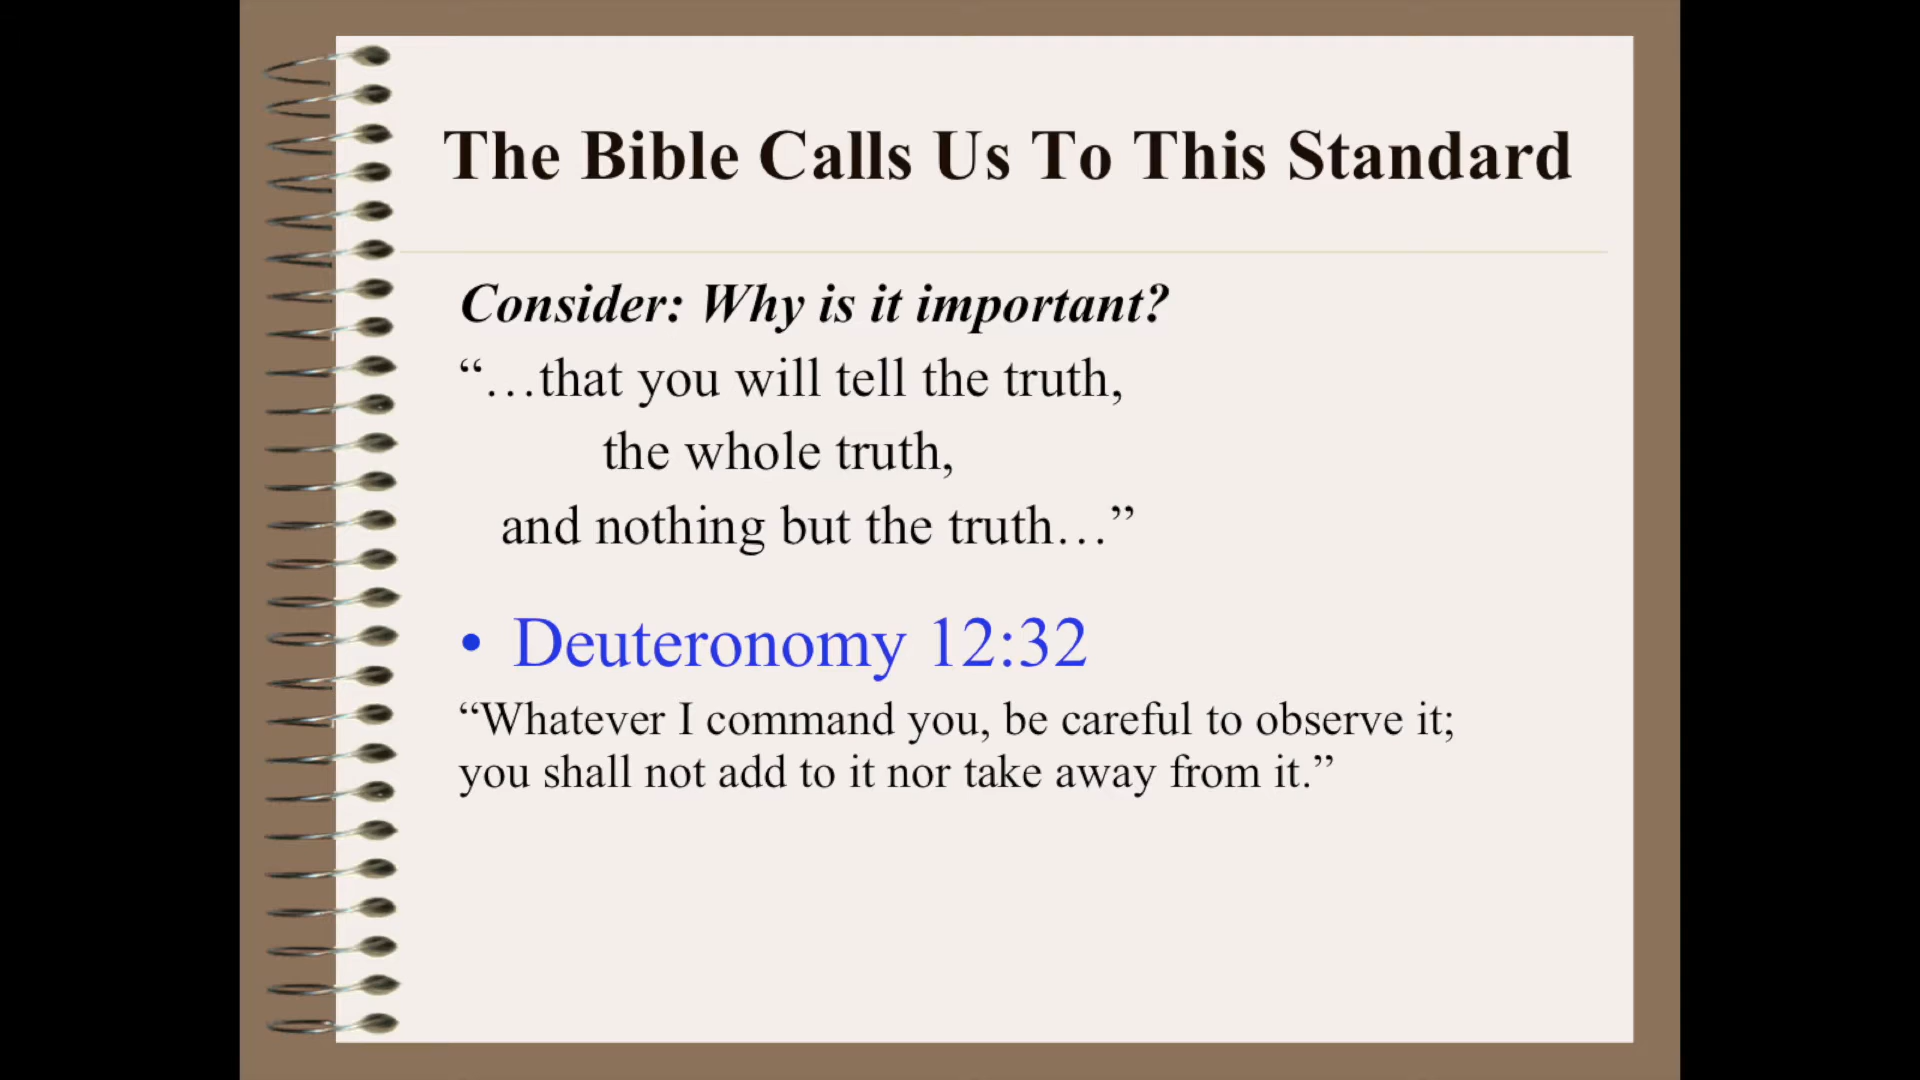 The Bible Calls Us To This Standard
Consider: Why is it important?
“…that you will tell the truth,
the whole truth,
and nothing but the truth…”
• Deuteronomy 12:32
“Whatever I command you, be careful to observe it;
you shall not add to it nor take away from it.”